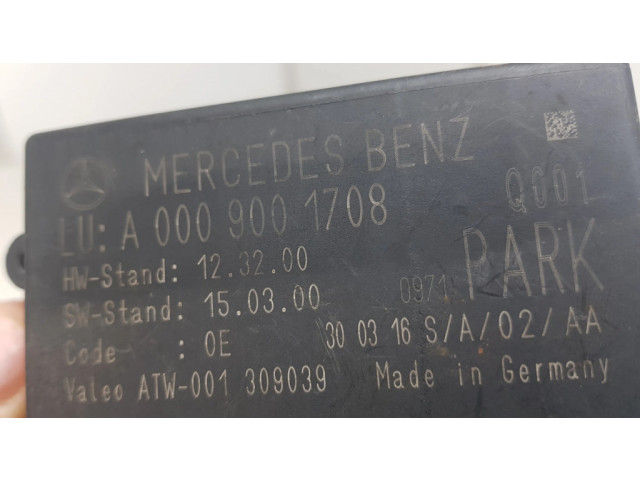 MERCEDES BENZ
LU: A 000 900 1708 Q001
HW-Stand: 12.32.00 PARK
SW-Stand: 15.03.00 0971
Code : 0E 30 03 16 S/A/02/AA
Valeo ATW-001 309039 Made in Germany